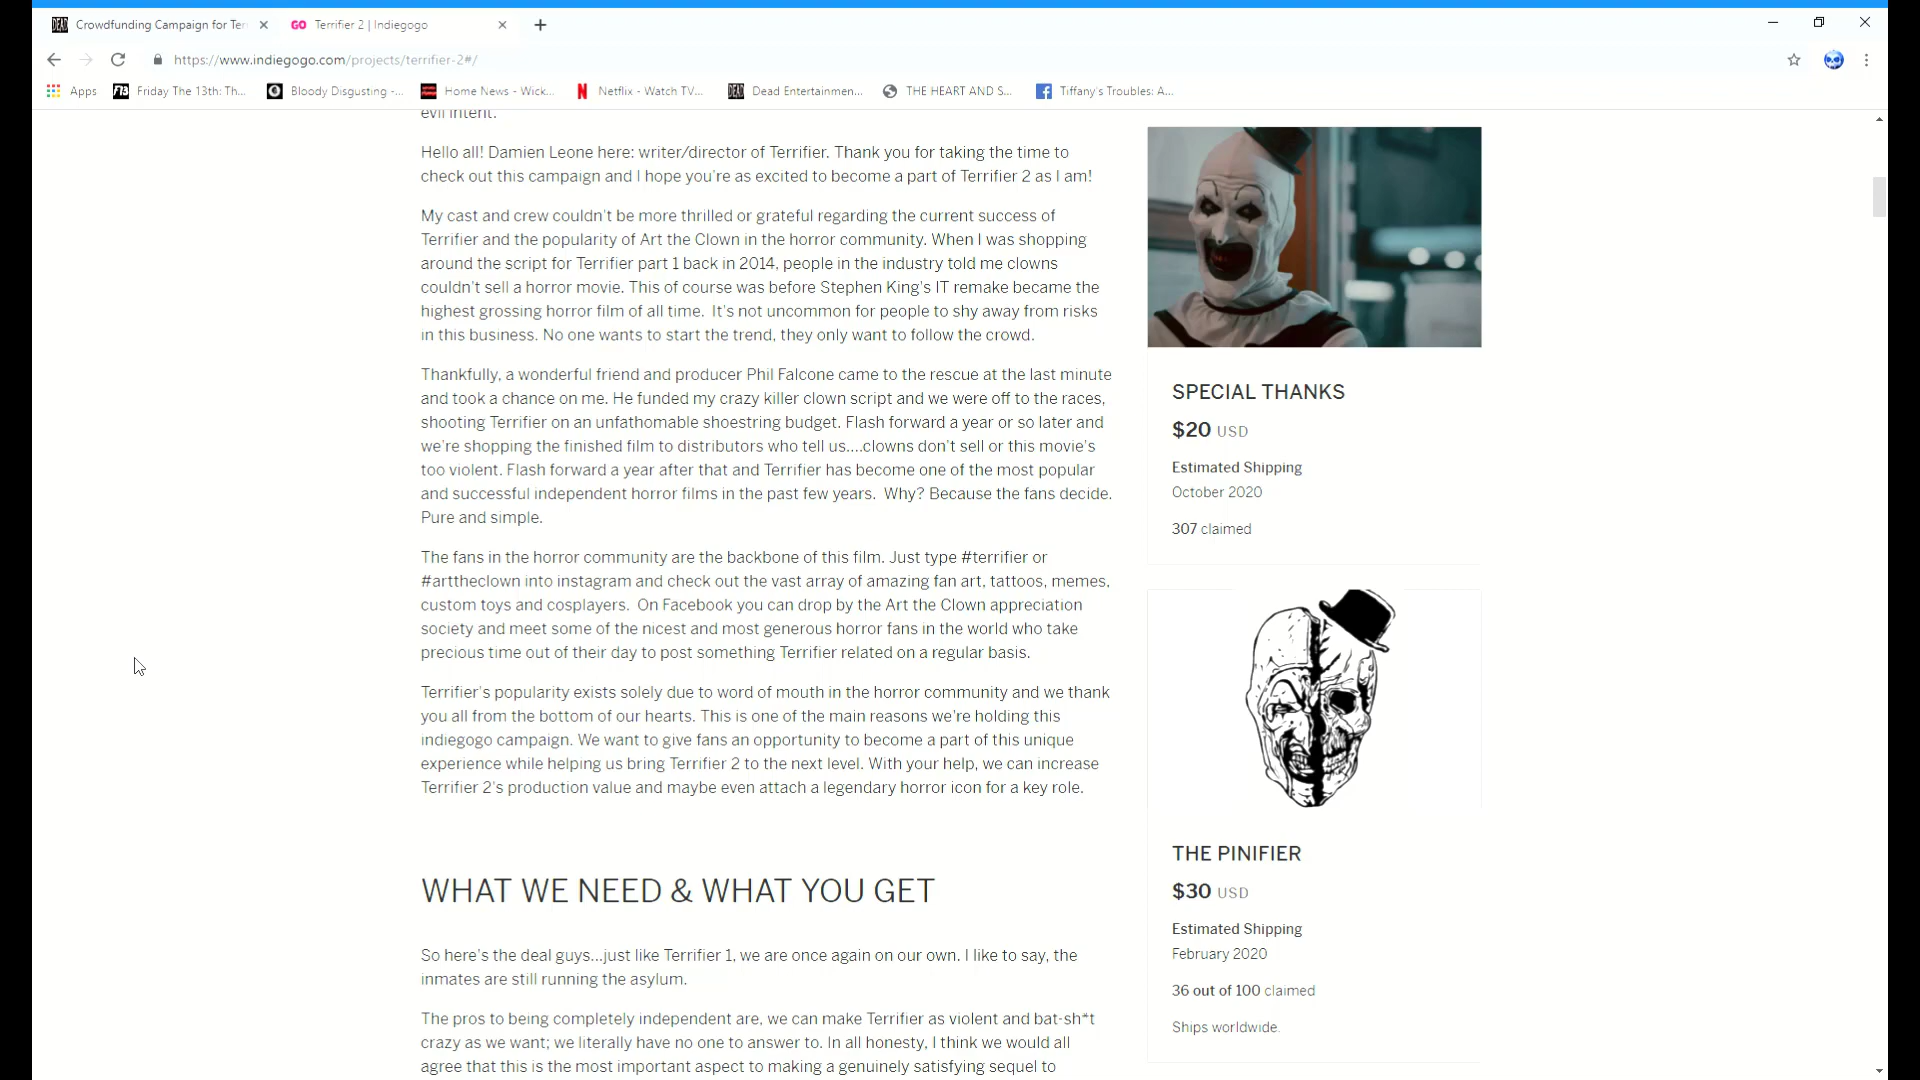 Crowdfunding Campaign for Ter
GO Terrifier 2 | Indiegogo
https://www.indiegogo.com/projects/terrifier-2#/
Apps
Friday The 13th: Th...
Bloody Disgusting -...
Home News - Wick...
Netflix - Watch TV...
Dead Entertainmen...
THE HEART AND S...
Tiffany's Troubles: A...
evil intent.
Hello all! Damien Leone here: writer/director of Terrifier. Thank you for taking the time to
check out this campaign and I hope you're as excited to become a part of Terrifier 2 as I am!
My cast and crew couldn't be more thrilled or grateful regarding the current success of
Terrifier and the popularity of Art the Clown in the horror community. When I was shopping
around the script for Terrifier part 1 back in 2014, people in the industry told me clowns
couldn't sell a horror movie. This of course was before Stephen King's IT remake became the
highest grossing horror film of all time.  It's not uncommon for people to shy away from risks
in this business. No one wants to start the trend, they only want to follow the crowd.
Thankfully, a wonderful friend and producer Phil Falcone came to the rescue at the last minute
and took a chance on me. He funded my crazy killer clown script and we were off to the races,
shooting Terrifier on an unfathomable shoestring budget. Flash forward a year or so later and
we're shopping the finished film to distributors who tell us....clowns don't sell or this movie's
too violent. Flash forward a year after that and Terrifier has become one of the most popular
and successful independent horror films in the past few years.  Why? Because the fans decide.
Pure and simple.
The fans in the horror community are the backbone of this film. Just type #terrifier or
#arttheclown into instagram and check out the vast array of amazing fan art, tattoos, memes,
custom toys and cosplayers.  On Facebook you can drop by the Art the Clown appreciation
society and meet some of the nicest and most generous horror fans in the world who take
precious time out of their day to post something Terrifier related on a regular basis.
Terrifier's popularity exists solely due to word of mouth in the horror community and we thank
you all from the bottom of our hearts. This is one of the main reasons we're holding this
indiegogo campaign. We want to give fans an opportunity to become a part of this unique
experience while helping us bring Terrifier 2 to the next level. With your help, we can increase
Terrifier 2's production value and maybe even attach a legendary horror icon for a key role.
WHAT WE NEED & WHAT YOU GET
So here's the deal guys...just like Terrifier 1, we are once again on our own. I like to say, the
inmates are still running the asylum.
The pros to being completely independent are, we can make Terrifier as violent and bat-sh*t
crazy as we want; we literally have no one to answer to. In all honesty, I think we would all
agree that this is the most important aspect to making a genuinely satisfying sequel to
SPECIAL THANKS
$20 USD
Estimated Shipping
October 2020
307 claimed
THE PINIFIER
$30 USD
Estimated Shipping
February 2020
36 out of 100 claimed
Ships worldwide.